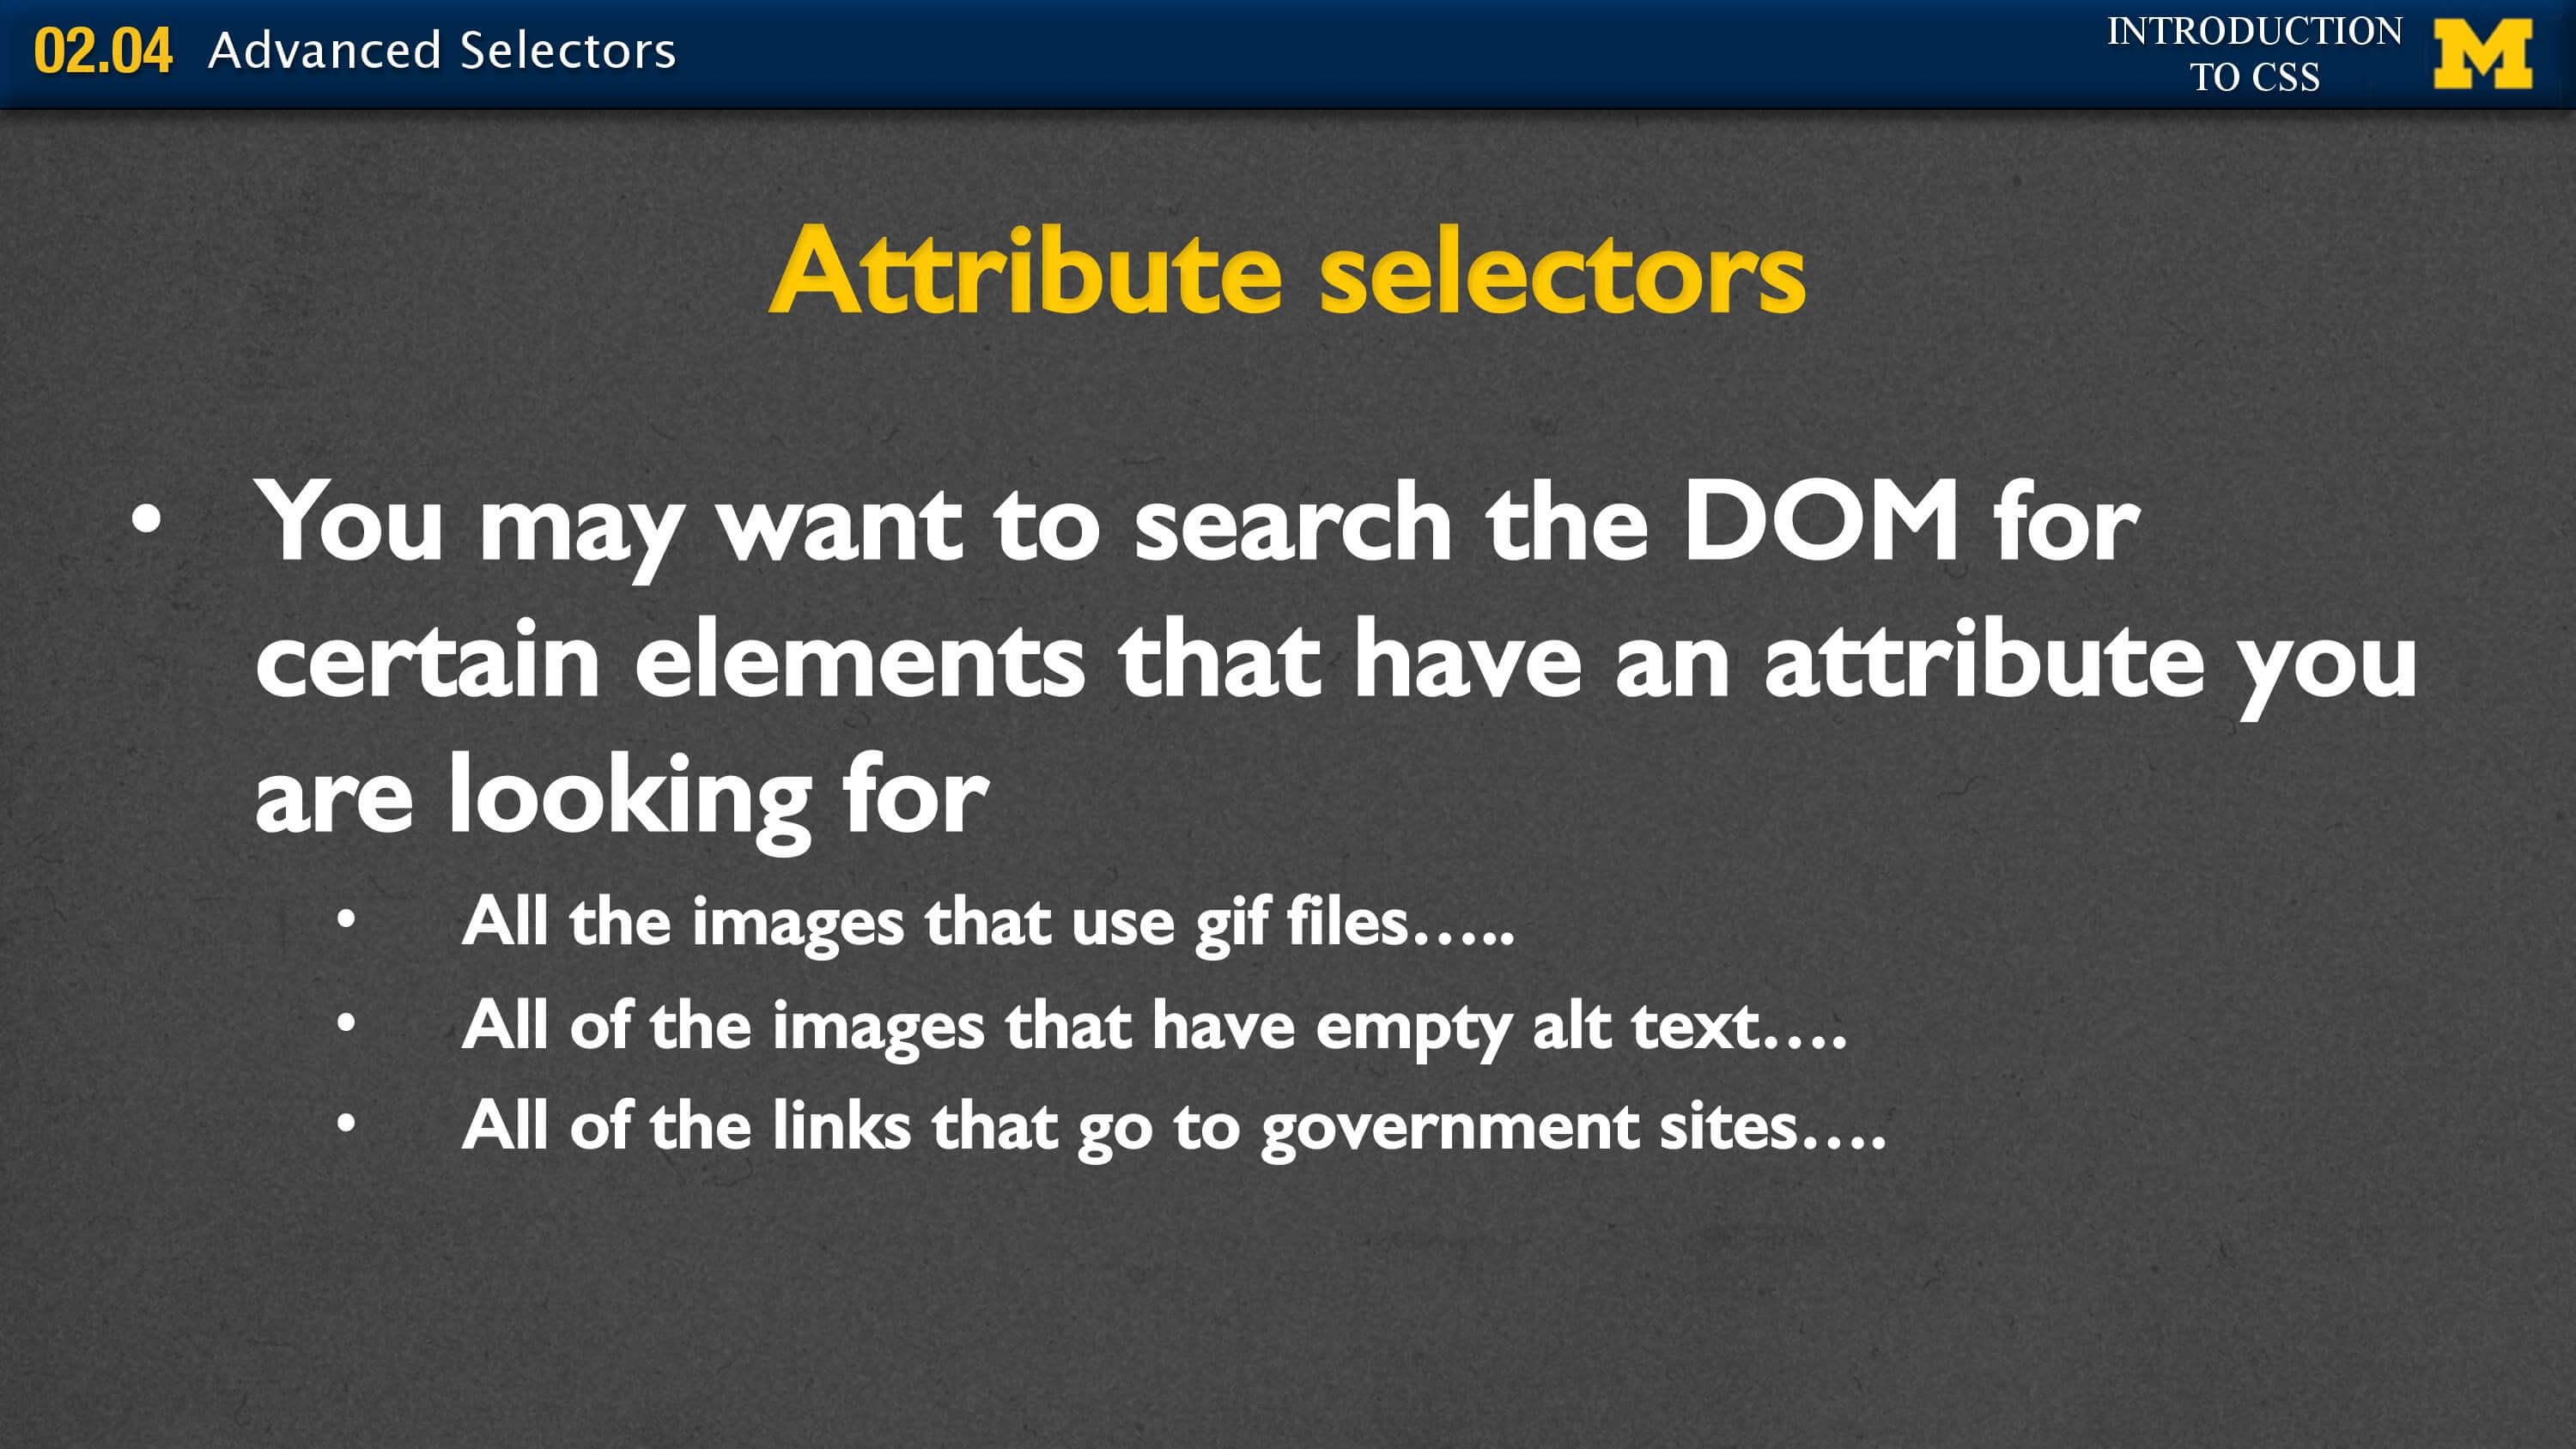 02.04 Advanced Selectors
INTRODUCTION
TO CSS
M
Attribute selectors
• You may want to search the DOM for
certain elements that have an attribute you
are looking for
• All the images that use gif files…..
• All of the images that have empty alt text….
• All of the links that go to government sites….